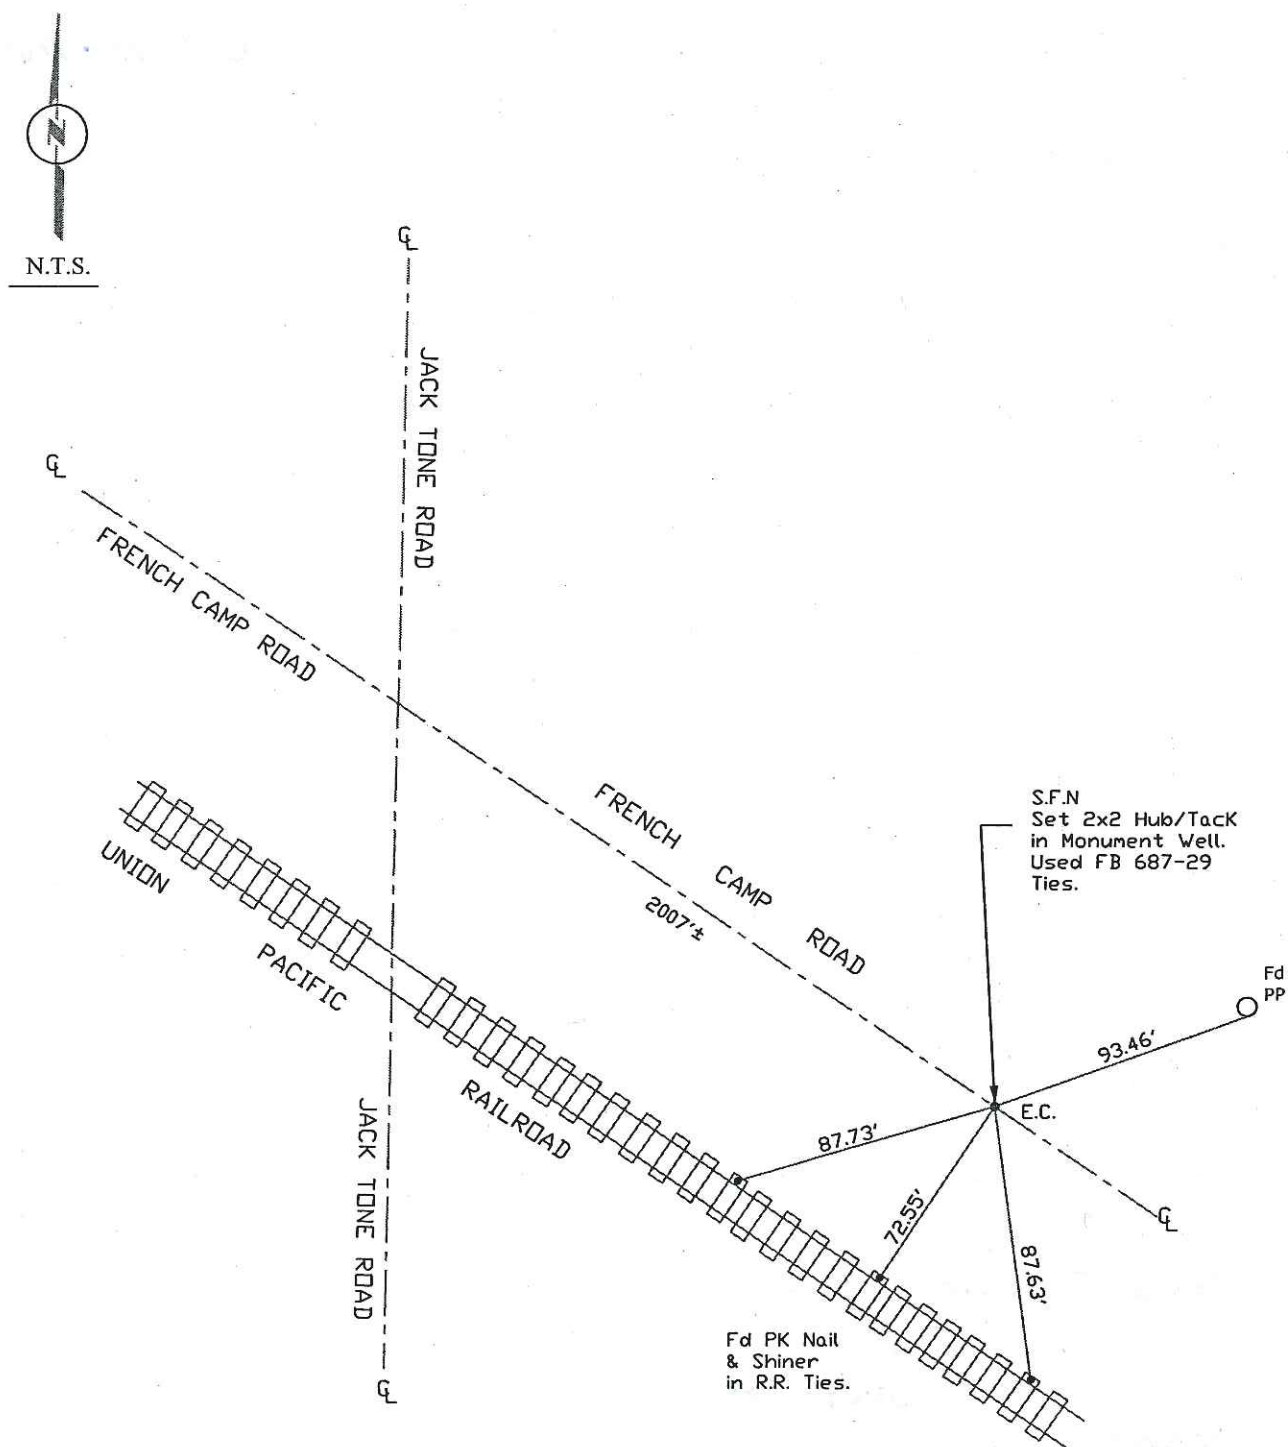 N
N.T.S.
℄
JACK TONE ROAD
℄
FRENCH CAMP ROAD
S.F.N
Set 2x2 Hub/TacK
in Monument Well.
Used FB 687-29
Ties.
FRENCH CAMP ROAD
2007'±
UNION PACIFIC RAILROAD
Fd
PP
93.46'
E.C.
87.73'
72.55'
87.63'
℄
JACK TONE ROAD
Fd PK Nail
& Shiner
in R.R. Ties.
℄